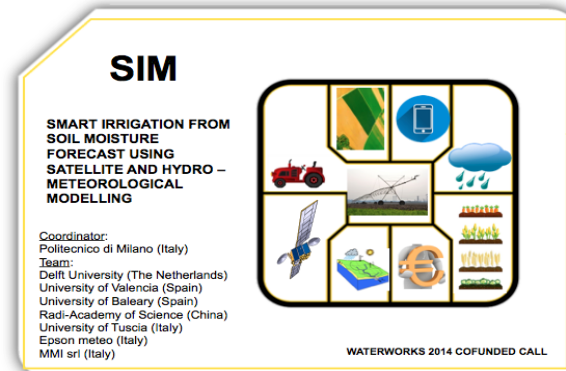 SIM
SMART IRRIGATION FROM
SOIL MOISTURE
FORECAST USING
SATELLITE AND HYDRO –
METEOROLOGICAL
MODELLING
Coordinator:
Politecnico di Milano (Italy)
Team:
Delft University (The Netherlands)
University of Valencia (Spain)
University of Baleary (Spain)
Radi-Academy of Science (China)
University of Tuscia (Italy)
Epson meteo (Italy)
MMI srl (Italy)
WATERWORKS 2014 COFUNDED CALL